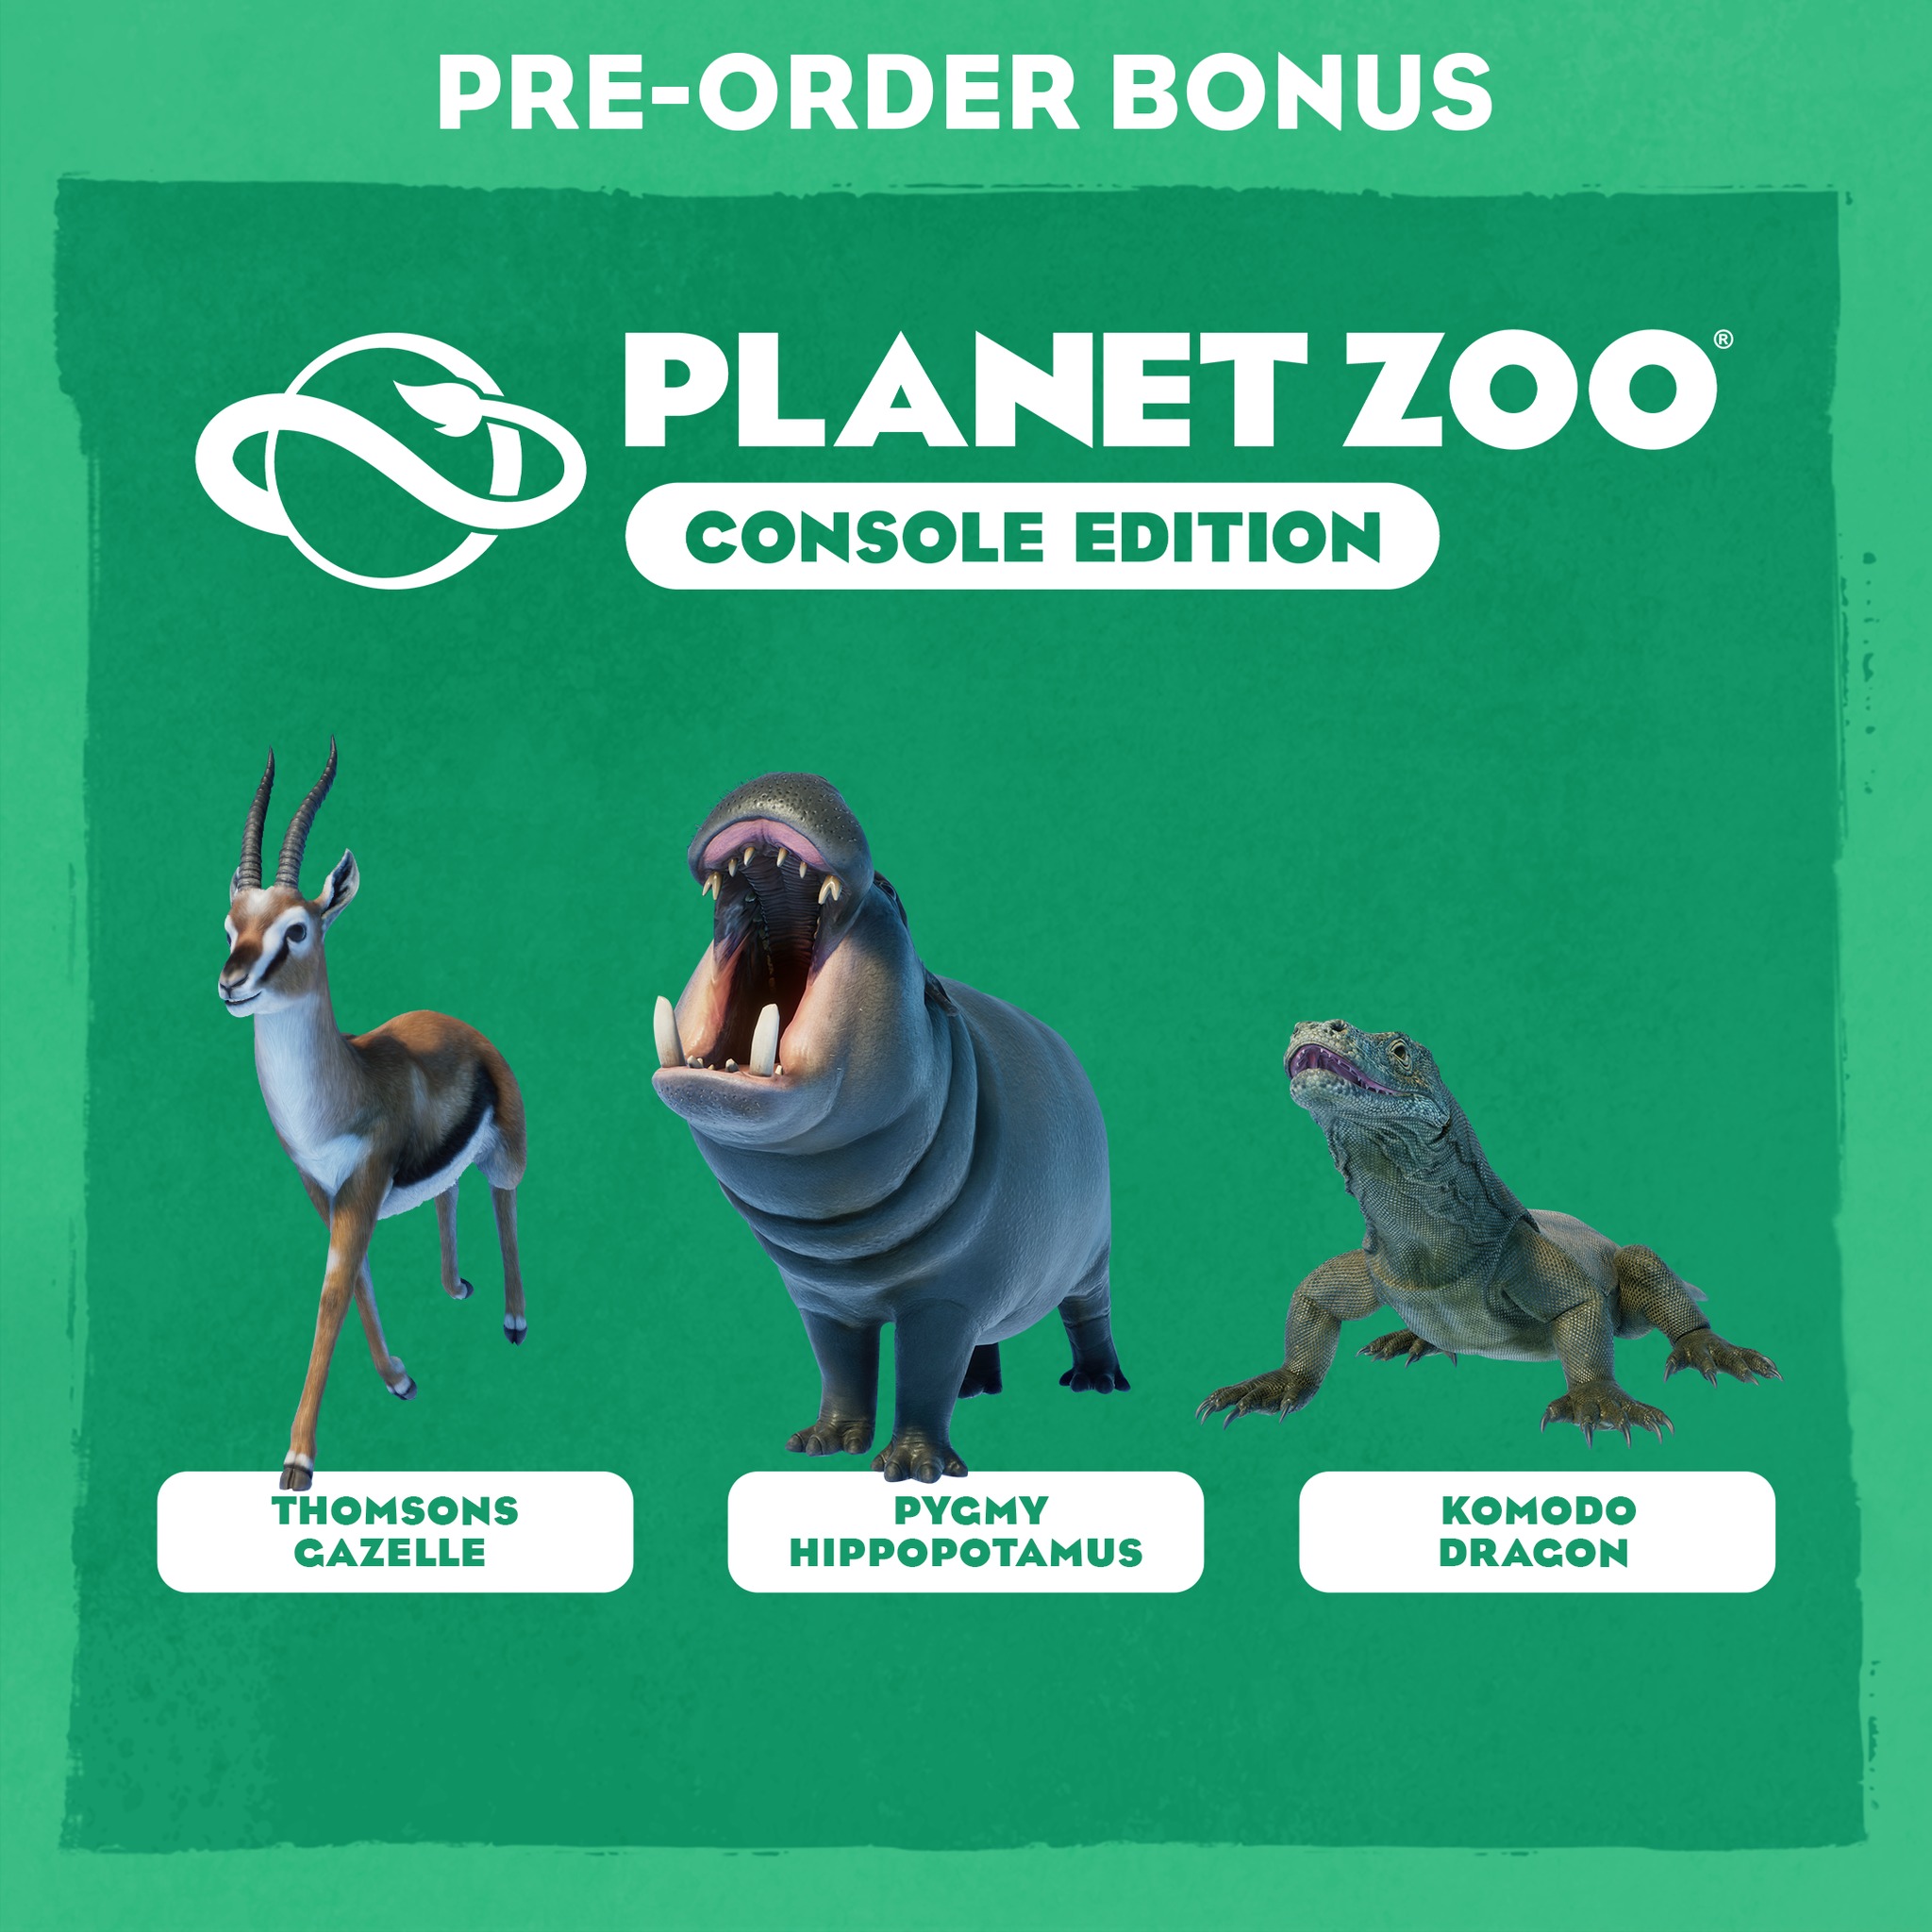 PRE-ORDER BONUS
PLANET ZOO®
CONSOLE EDITION
THOMSONS
GAZELLE
PYGMY
HIPPOPOTAMUS
KOMODO
DRAGON